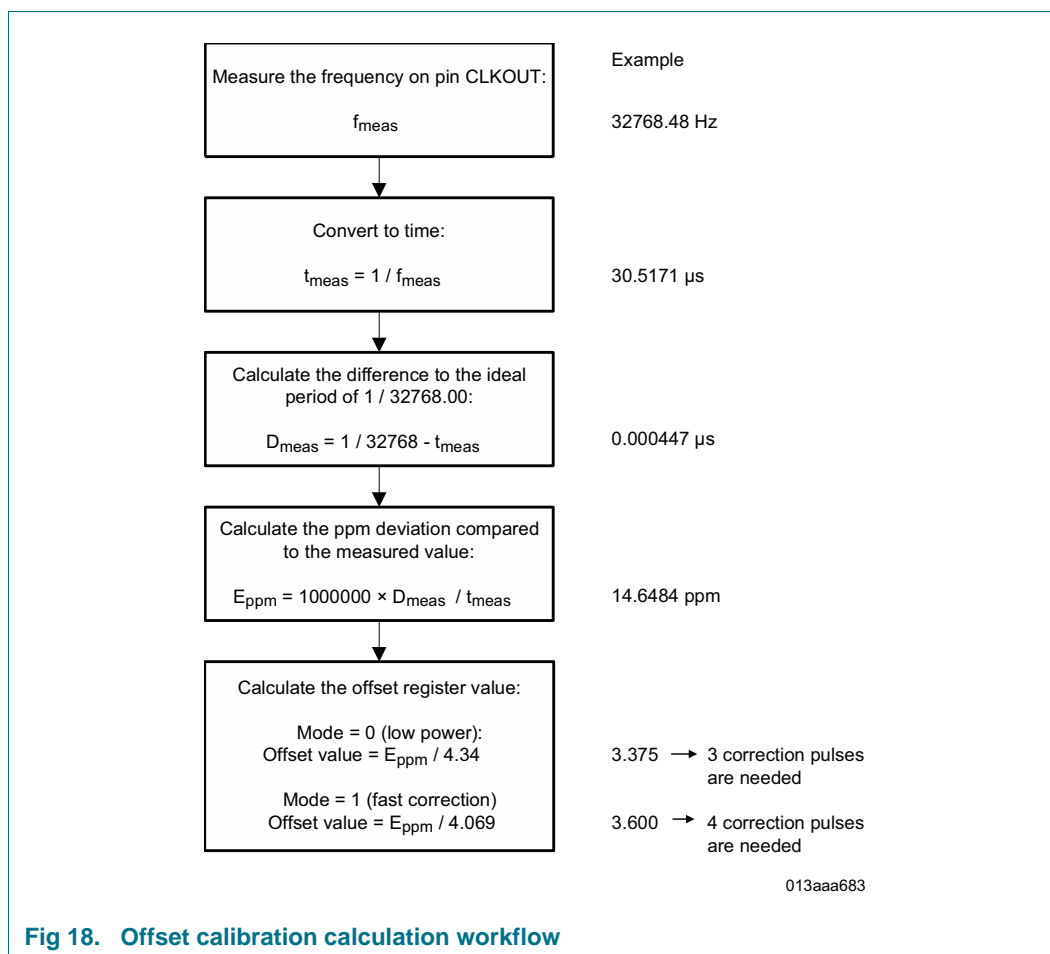 Example
Measure the frequency on pin CLKOUT:
fmeas
32768.48 Hz
Convert to time:
tmeas = 1 / fmeas
30.5171 µs
Calculate the difference to the ideal
period of 1 / 32768.00:
Dmeas = 1 / 32768 - tmeas
0.000447 µs
Calculate the ppm deviation compared
to the measured value:
Eppm = 1000000 × Dmeas / tmeas
14.6484 ppm
Calculate the offset register value:
Mode = 0 (low power):
Offset value = Eppm / 4.34
3.375 → 3 correction pulses
are needed
Mode = 1 (fast correction)
Offset value = Eppm / 4.069
3.600 → 4 correction pulses
are needed
013aaa683
Fig 18. Offset calibration calculation workflow